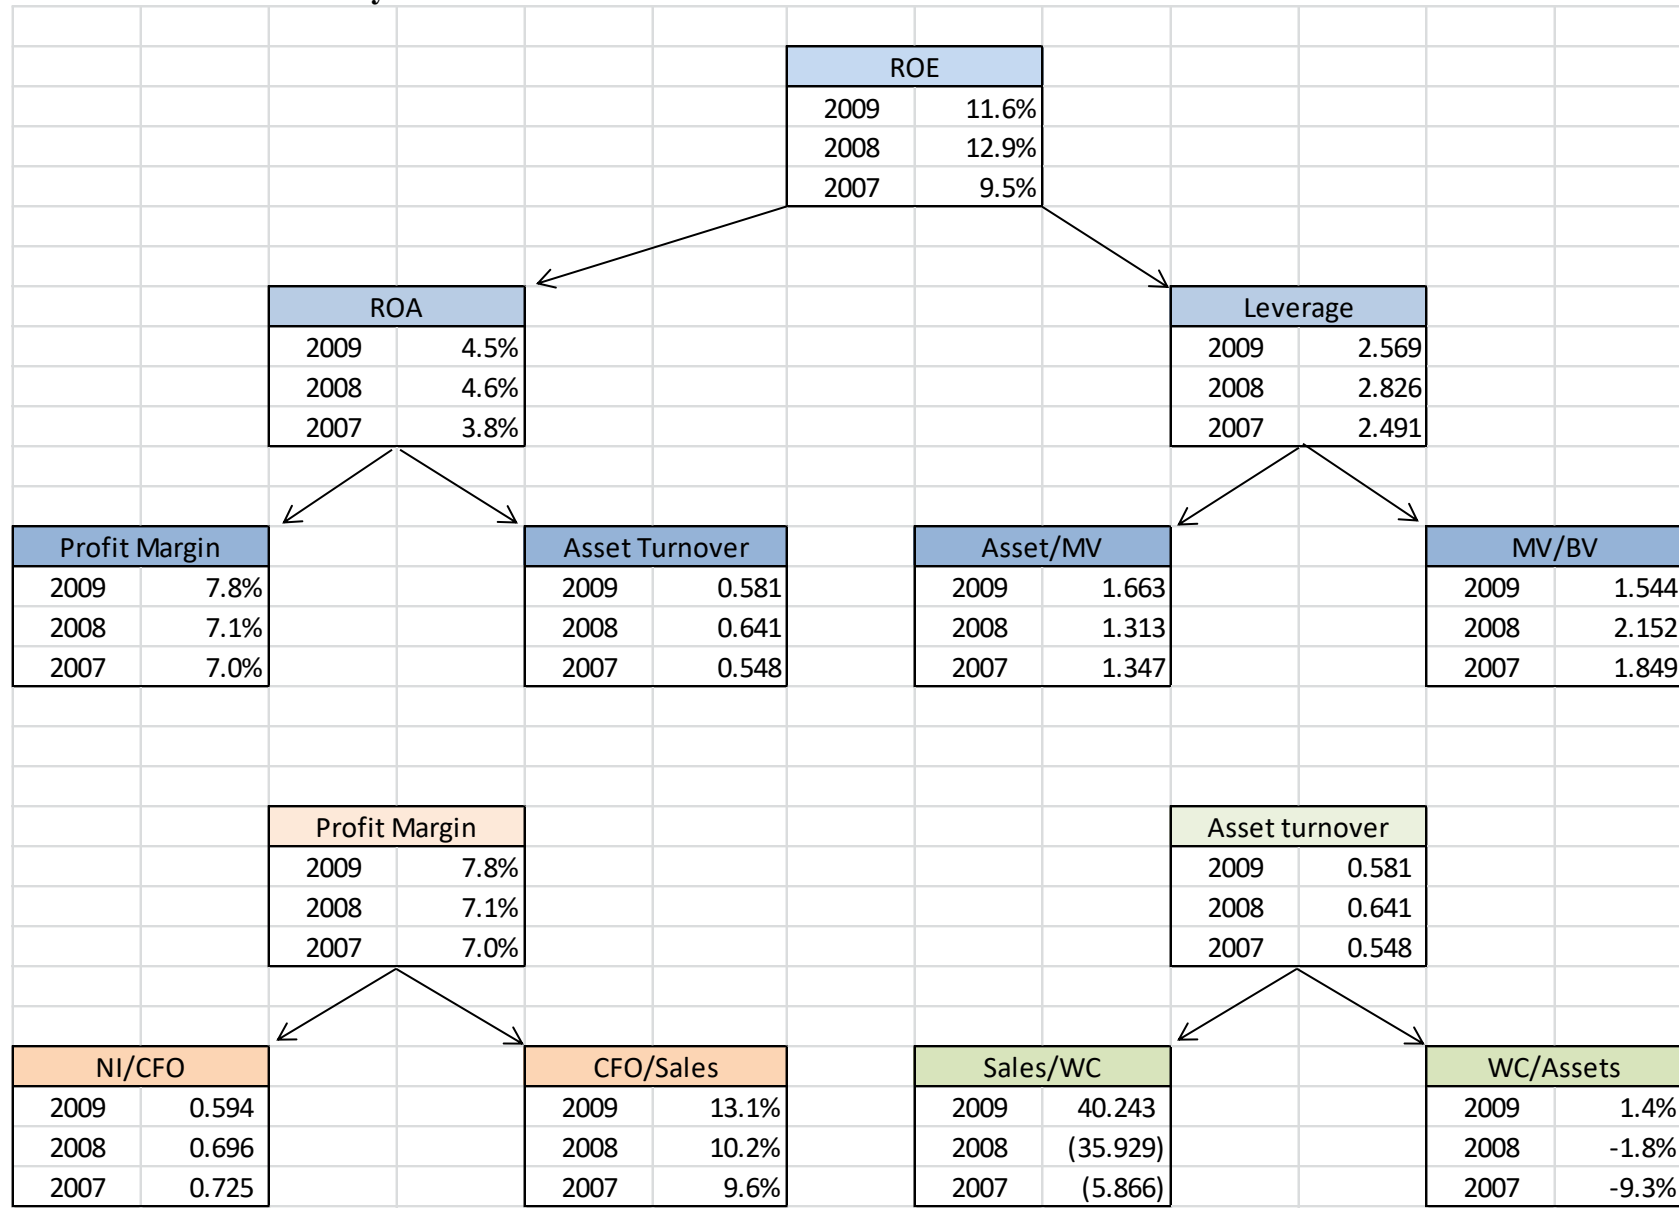 ROE
2009 11.6%
2008 12.9%
2007 9.5%
ROA Leverage
2009 4.5% 2009 2.569
2008 4.6% 2008 2.826
2007 3.8% 2007 2.491
Profit Margin Asset Turnover Asset/MV MV/BV
2009 7.8% 2009 0.581 2009 1.663 2009 1.544
2008 7.1% 2008 0.641 2008 1.313 2008 2.152
2007 7.0% 2007 0.548 2007 1.347 2007 1.849
Profit Margin Asset turnover
2009 7.8% 2009 0.581
2008 7.1% 2008 0.641
2007 7.0% 2007 0.548
NI/CFO CFO/Sales Sales/WC WC/Assets
2009 0.594 2009 13.1% 2009 40.243 2009 1.4%
2008 0.696 2008 10.2% 2008 (35.929) 2008 -1.8%
2007 0.725 2007 9.6% 2007 (5.866) 2007 -9.3%